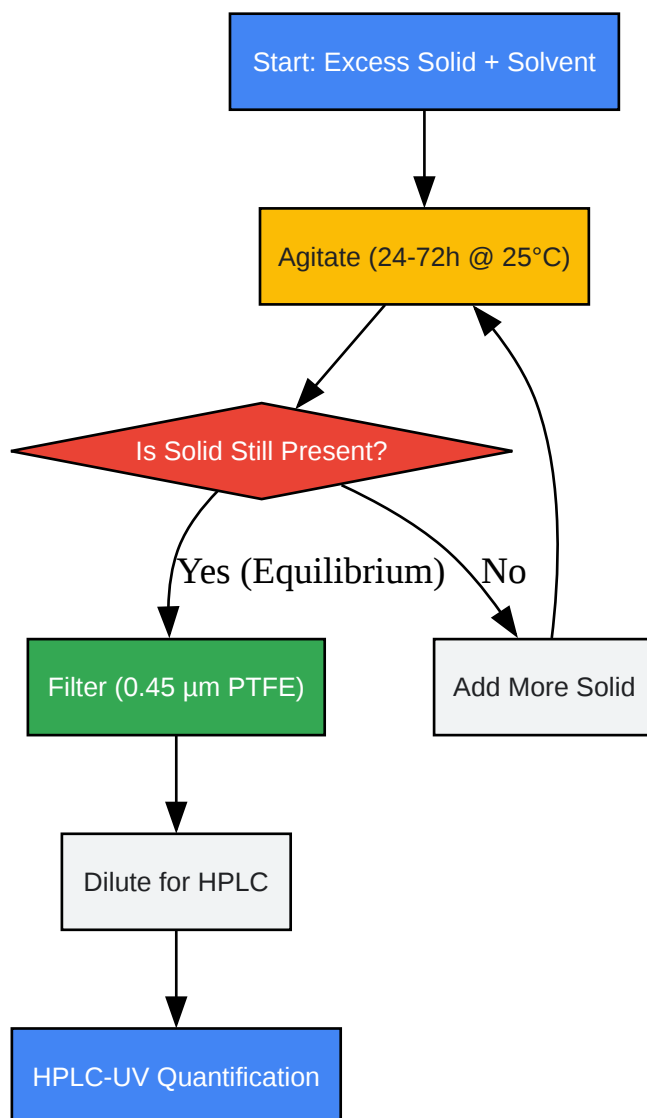 Start: Excess Solid + Solvent
Agitate (24-72h @ 25°C)
Is Solid Still Present?
Yes (Equilibrium)
No
Filter (0.45 µm PTFE)
Add More Solid
Dilute for HPLC
HPLC-UV Quantification